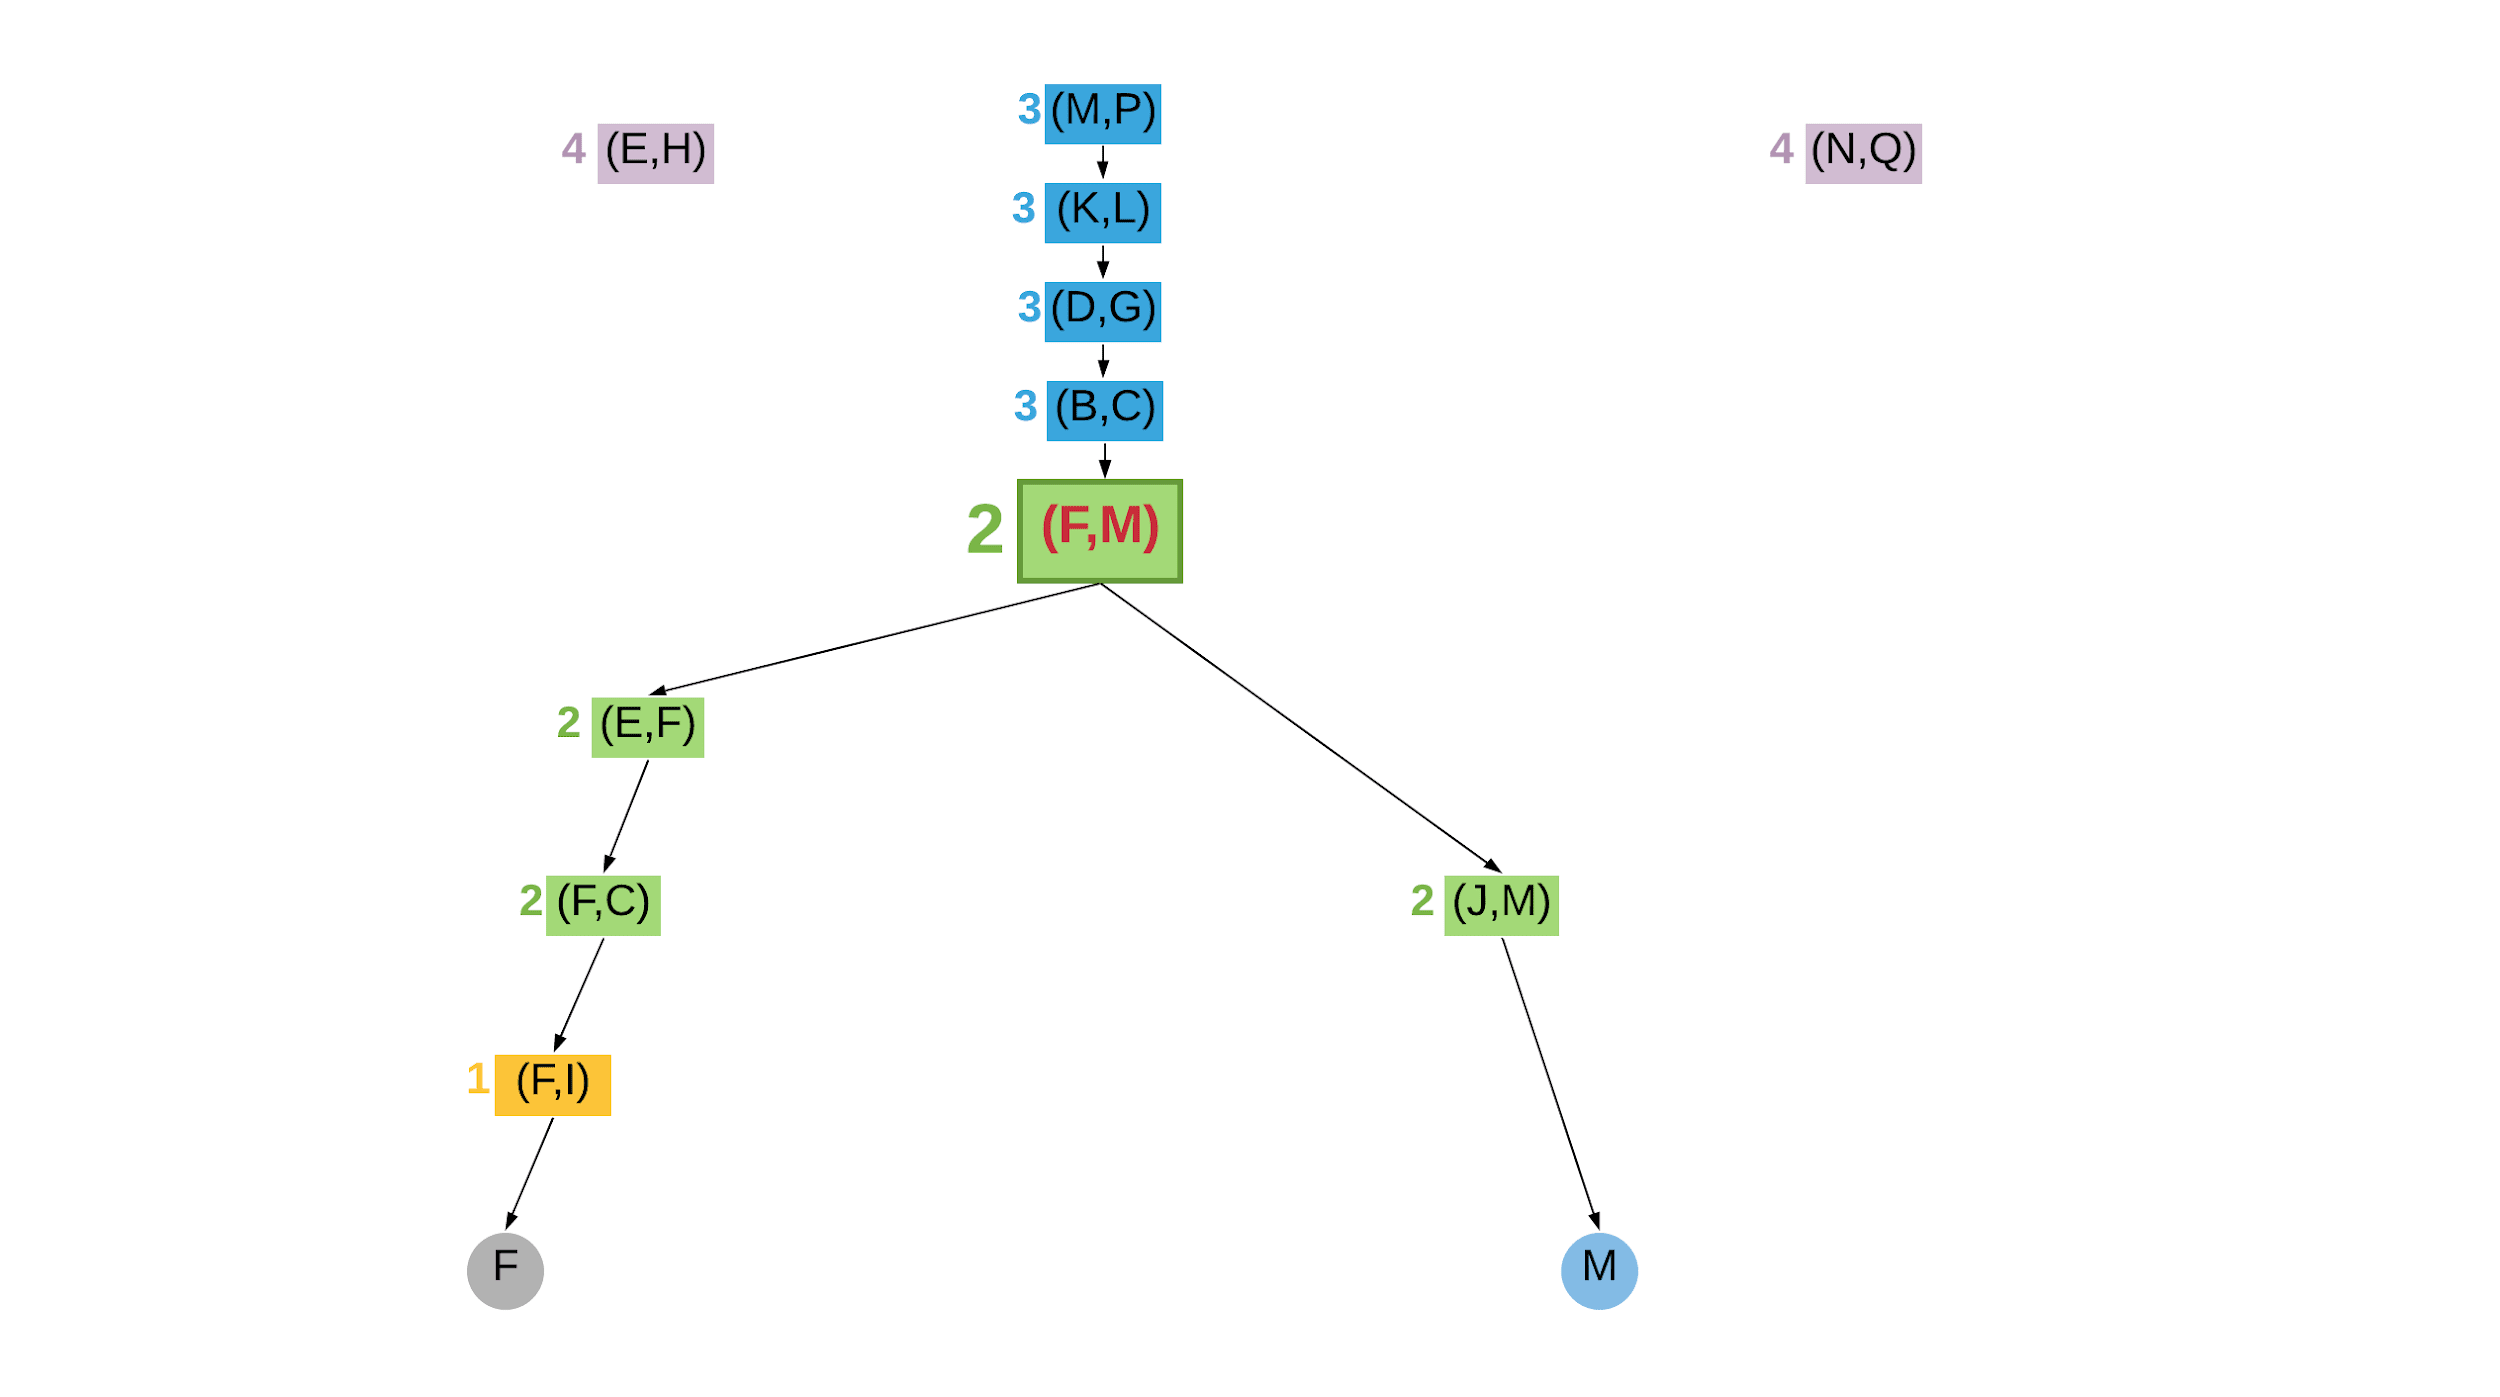 3 (M,P)
4 (E,H)
4 (N,Q)
3 (K,L)
3 (D,G)
3 (B,C)
2 (F,M)
2 (E,F)
2 (F,C)
2 (J,M)
1 (F,I)
F
M